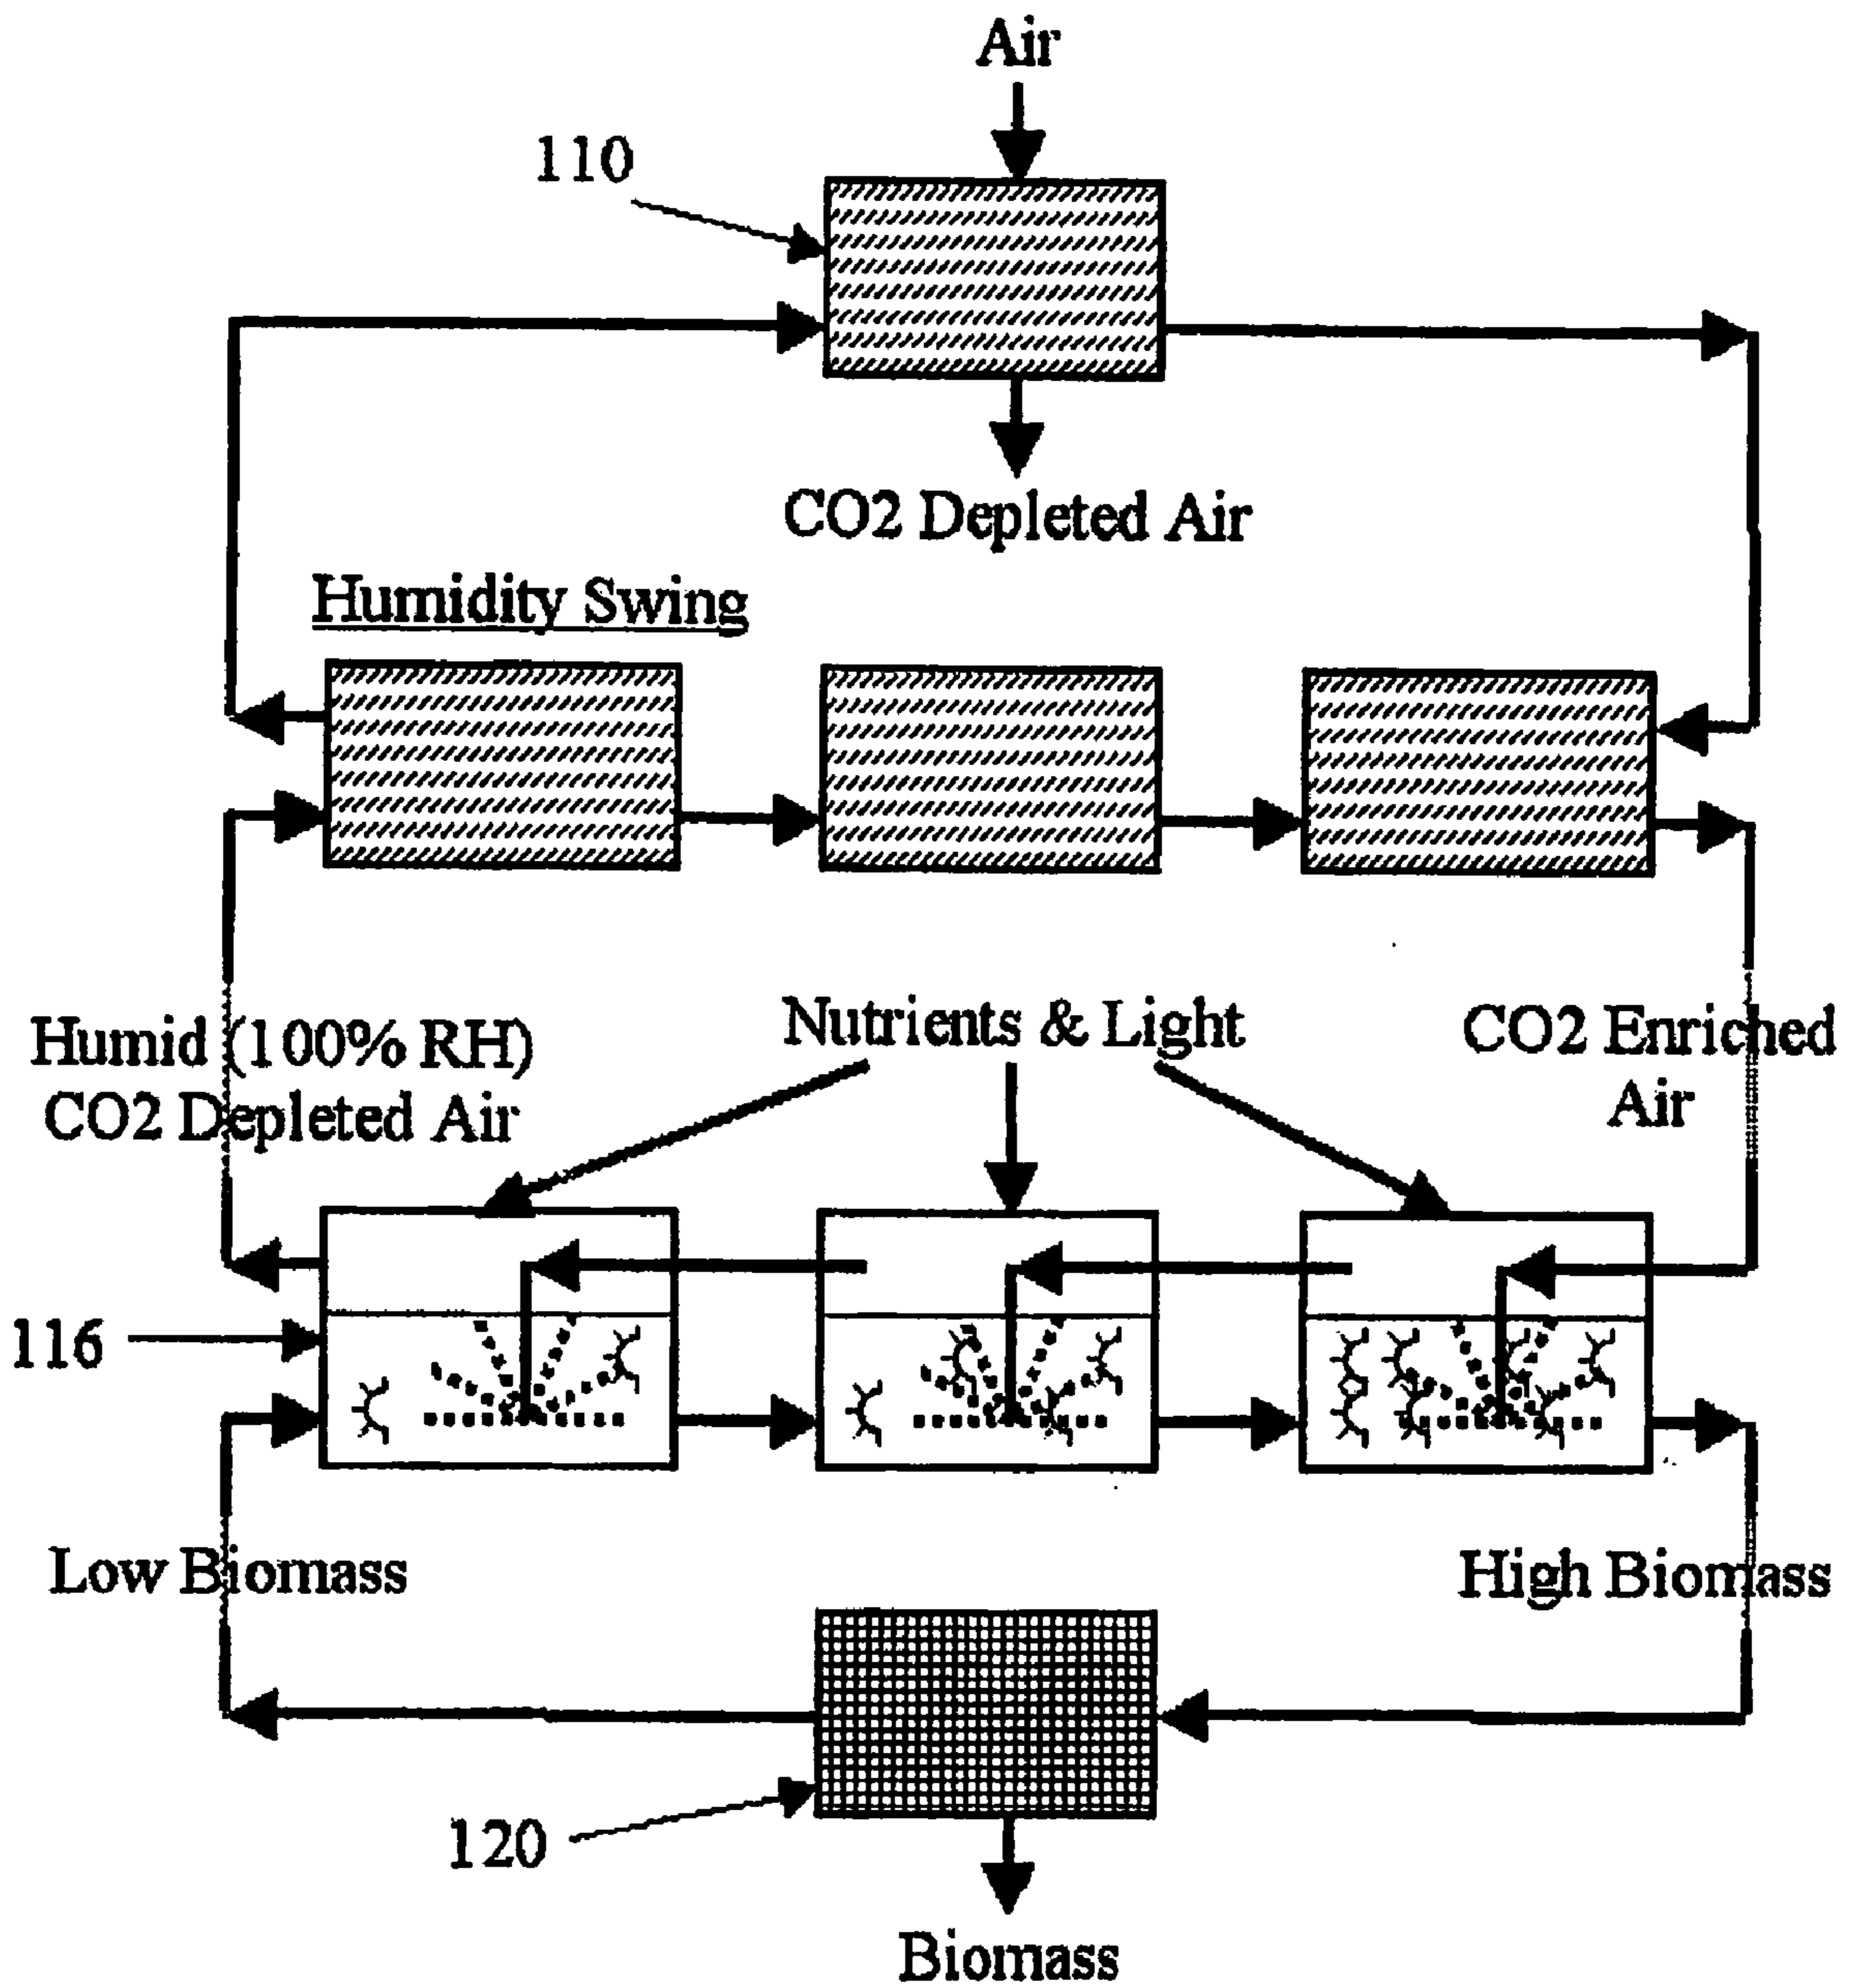 Air
110
CO2 Depleted Air
Humidity Swing
Humid (100% RH)
CO2 Depleted Air
Nutrients & Light
CO2 Enriched
Air
116
Low Biomass
High Biomass
120
Biomass